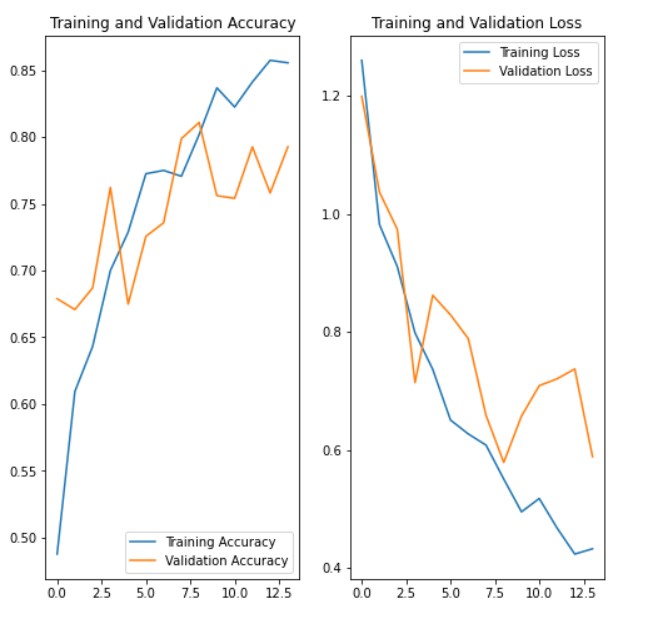 Training and Validation Accuracy
0.85
0.80
0.75
0.70
0.65
0.60
0.55
0.50
Training Accuracy
Validation Accuracy
0.0 2.5 5.0 7.5 10.0 12.5
Training and Validation Loss
Training Loss
Validation Loss
1.2
1.0
0.8
0.6
0.4
0.0 2.5 5.0 7.5 10.0 12.5